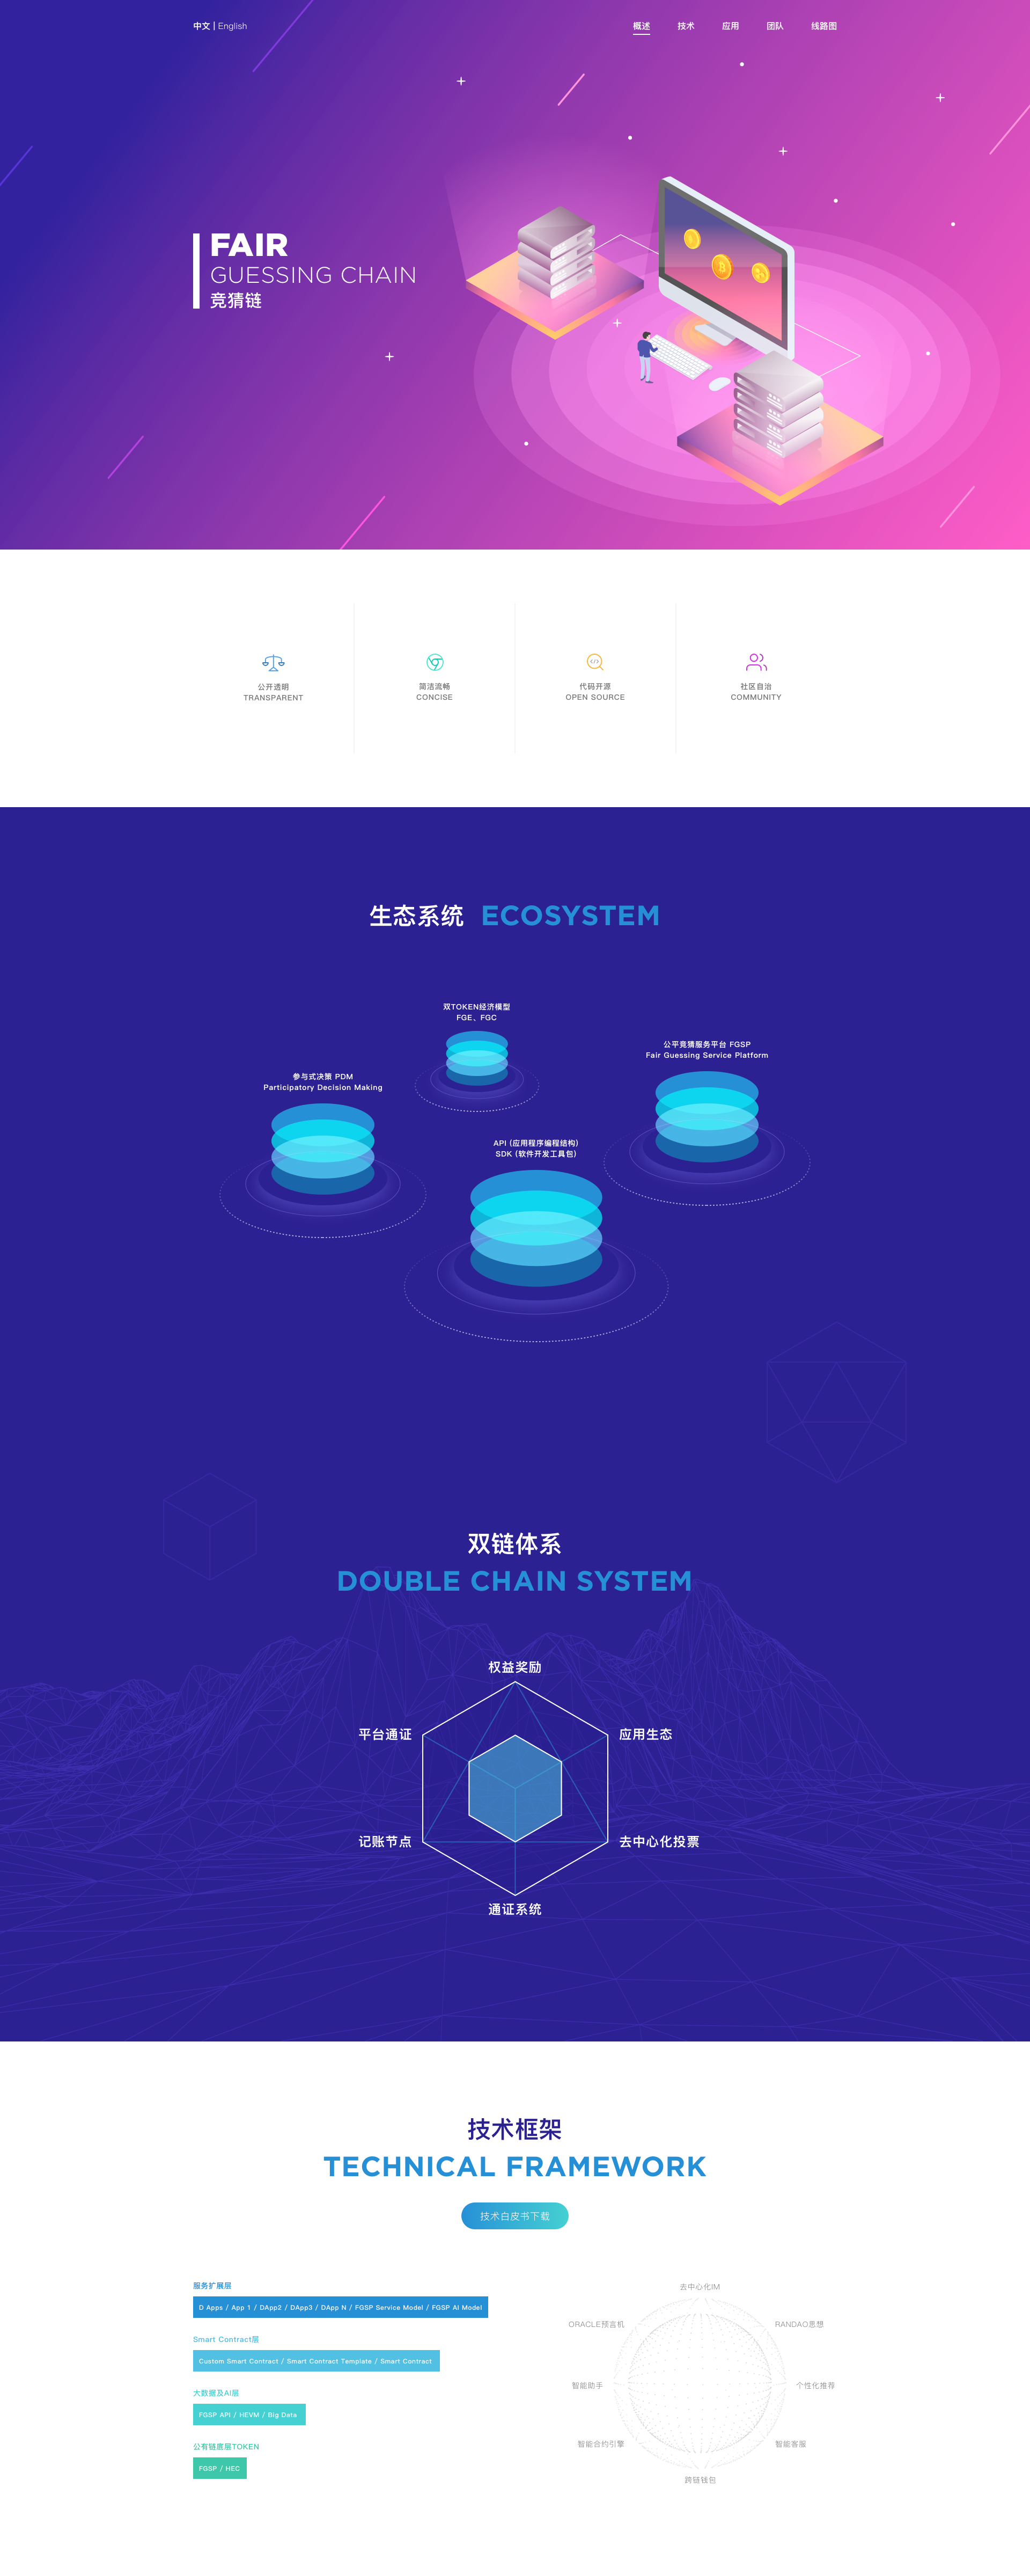 中文 | English
概述 技术 应用 团队 线路图
FAIR
GUESSING CHAIN
竞猜链
公开透明
TRANSPARENT
简洁流畅
CONCISE
代码开源
OPEN SOURCE
社区自治
COMMUNITY
生态系统 ECOSYSTEM
双TOKEN经济模型
FGE、FGC
公平竞猜服务平台 FGSP
Fair Guessing Service Platform
参与式决策 PDM
Participatory Decision Making
API (应用程序编程结构)
SDK (软件开发工具包)
双链体系
DOUBLE CHAIN SYSTEM
权益奖励
平台通证
应用生态
记账节点
去中心化投票
通证系统
技术框架
TECHNICAL FRAMEWORK
技术白皮书下载
服务扩展层
D Apps / App 1 / DApp2 / DApp3 / DApp N / FGSP Service Model / FGSP AI Model
Smart Contract层
Custom Smart Contract / Smart Contract Template / Smart Contract
大数据及AI层
FGSP API / HEVM / Big Data
公有链底层TOKEN
FGSP / HEC
去中心化IM
ORACLE预言机
RANDAO思想
智能助手
个性化推荐
智能合约引擎
智能客服
跨链钱包